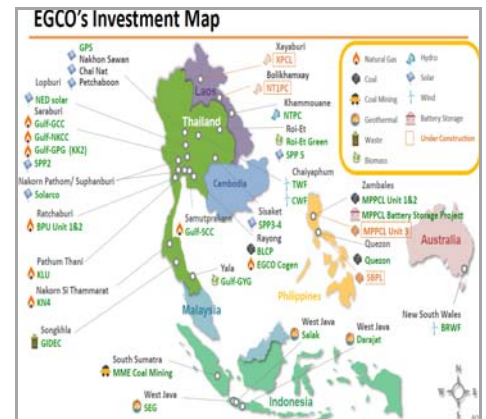 EGCO's Investment Map
GPS
Nakhon Sawan
Chai Nat
Petchaboon
Lopburi
NED solar
Saraburi
Gulf-GCC
Gulf-NKCC
Gulf-GPG (KK2)
SPP2
Nakorn Pathom/ Suphanburi
Solarco
Ratchaburi
BPU Unit 1&2
Pathum Thani
KLU
Nakorn Si Thammarat
KN4
Songkhla
GIDEC
Xayaburi
XPCL
Bolikhamxay
NT1PC
Laos
Khammouane
NTPC
Thailand
Roi-Et
Roi-Et Green
SPP 5
Chaiyaphum
TWF
CWF
Cambodia
Sisaket
SPP3-4
Samutprakarn
Gulf-SCC
Rayong
BLCP
EGCO Cogen
Yala
Gulf-GYG
Malaysia
Natural Gas
Coal
Coal Mining
Geothermal
Waste
Biomass
Hydro
Solar
Wind
Battery Storage
Under Construction
Zambales
MPPCL Unit 1&2
MPPCL Battery Storage Project
MPPCL Unit 3
Quezon
Quezon
SBPL
Philippines
Australia
New South Wales
BRWF
West Java
Salak
West Java
Darajat
South Sumatra
MME Coal Mining
West Java
SEG
Indonesia